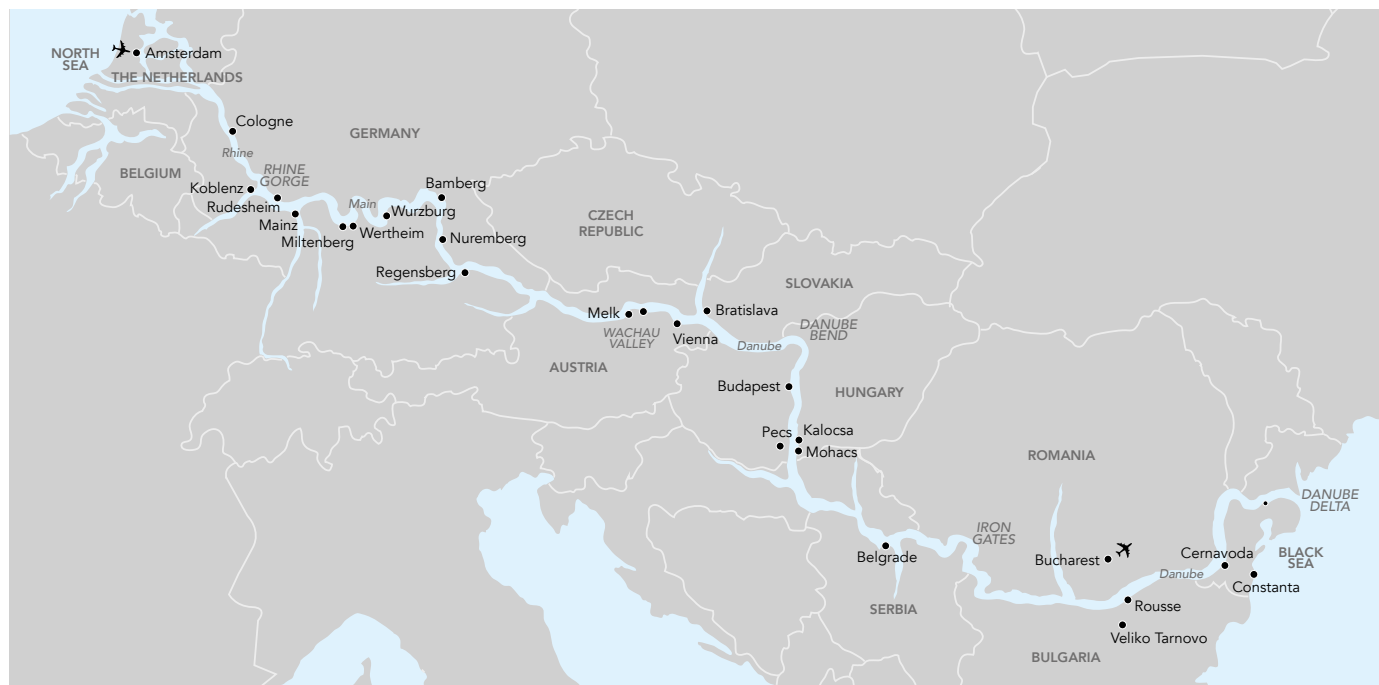 NORTH
SEA
Amsterdam
THE NETHERLANDS
Cologne
GERMANY
Rhine
BELGIUM
RHINE
GORGE
Koblenz
Rudesheim
Mainz
Main
Bamberg
Wurzburg
Miltenberg
Wertheim
Nuremberg
CZECH
REPUBLIC
Regensberg
SLOVAKIA
Melk
WACHAU
VALLEY
Vienna
Bratislava
DANUBE
BEND
Danube
AUSTRIA
Budapest
HUNGARY
Pecs
Kalocsa
Mohacs
ROMANIA
DANUBE
DELTA
IRON
GATES
Belgrade
Bucharest
Cernavoda
BLACK
SEA
Danube
Constanta
SERBIA
Rousse
Veliko Tarnovo
BULGARIA